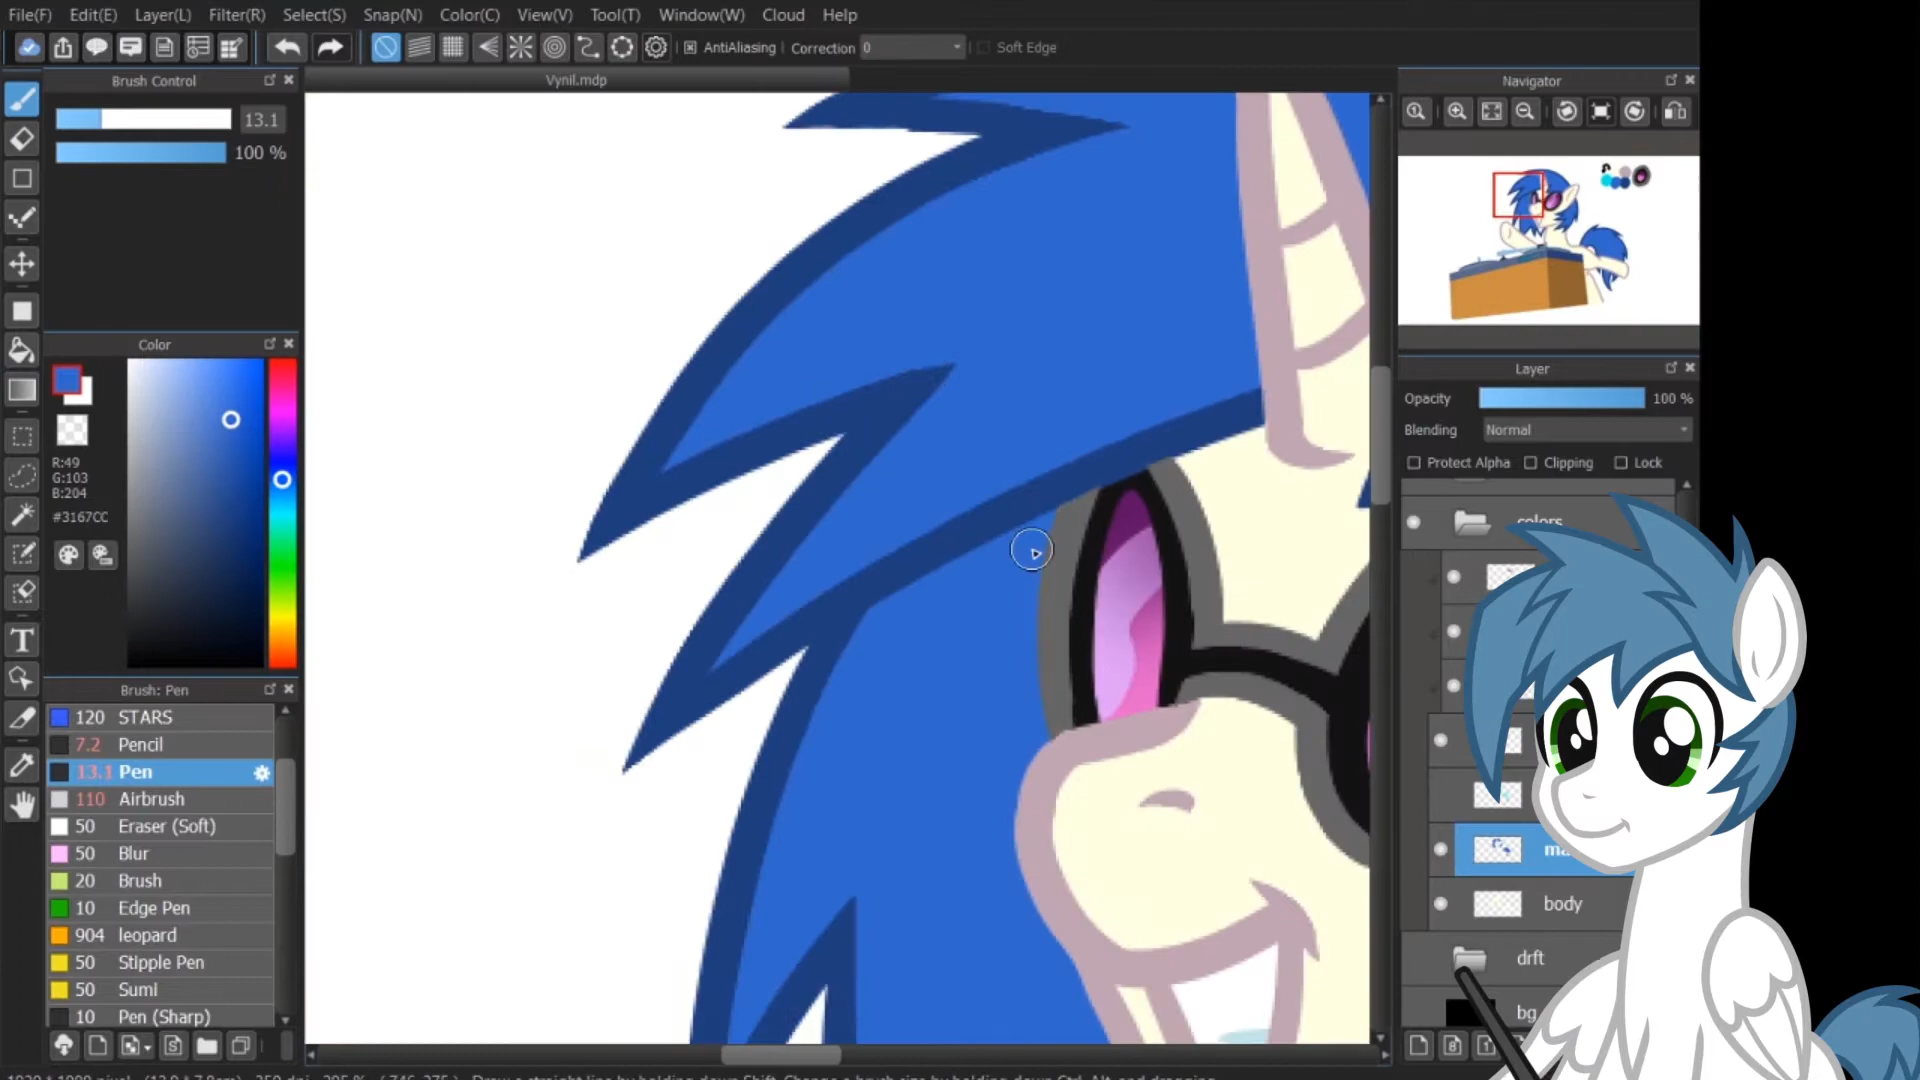 File(F) Edit(E) Layer(L) Filter(R) Select(S) Snap(N) Color(C) View(V) Tool(T) Window(W) Cloud Help
AntiAliasing Correction 0 Soft Edge
Brush Control
13.1
100 %
Vynil.mdp
Navigator
Color
R:49
G:103
B:204
#3167CC
Layer
Opacity 100 %
Blending Normal
Protect Alpha Clipping Lock
colors
body
drft
bg
Brush: Pen
120 STARS
7.2 Pencil
13.1 Pen
110 Airbrush
50 Eraser (Soft)
50 Blur
20 Brush
10 Edge Pen
904 leopard
50 Stipple Pen
50 Sumi
10 Pen (Sharp)